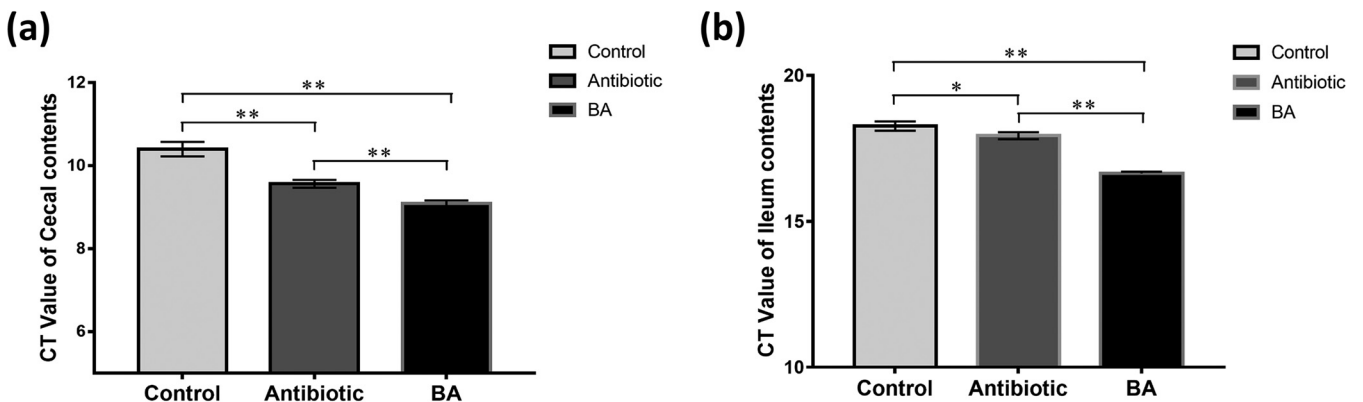 (a)
CT Value of Cecal contents
12
10
8
6
**
**
**
Control
Antibiotic
BA
Control
Antibiotic
BA
(b)
CT Value of Ileum contents
20
15
10
**
*
**
Control
Antibiotic
BA
Control
Antibiotic
BA